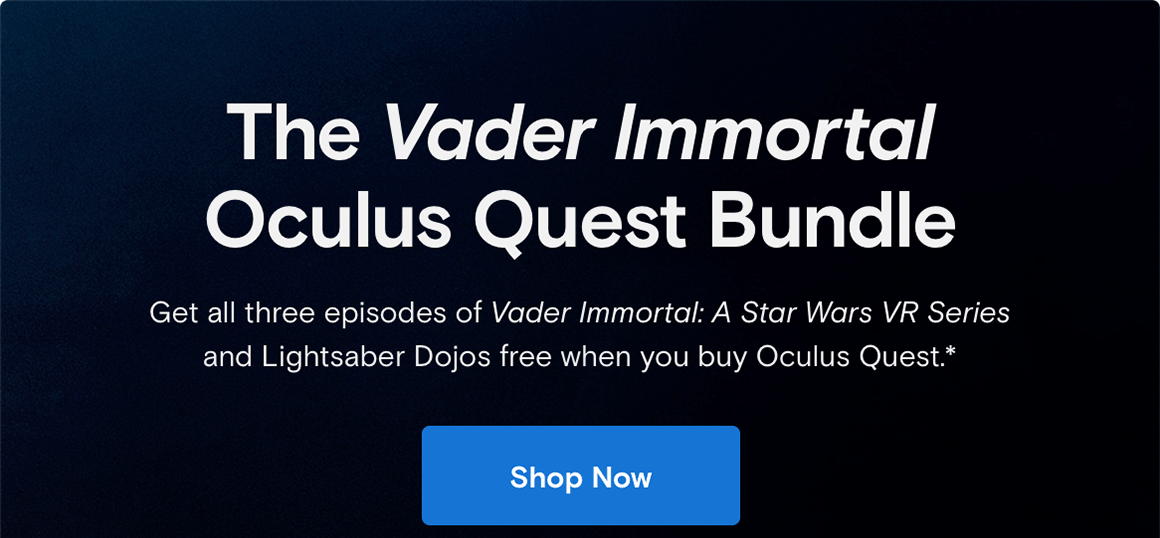 The Vader Immortal
Oculus Quest Bundle
Get all three episodes of Vader Immortal: A Star Wars VR Series
and Lightsaber Dojos free when you buy Oculus Quest.*
Shop Now